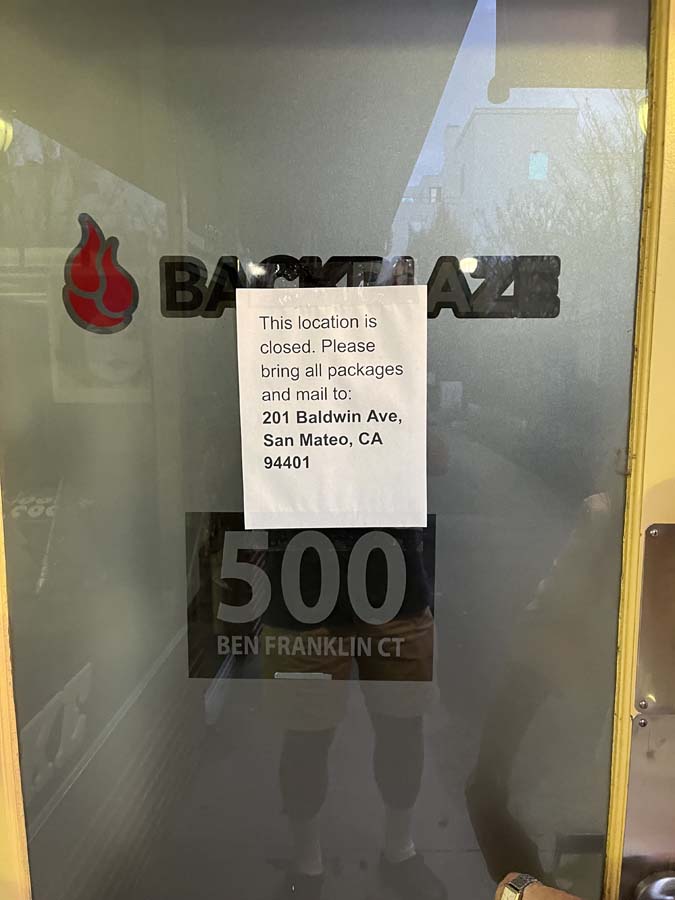 BACKBLAZE
This location is
closed. Please
bring all packages
and mail to:
201 Baldwin Ave,
San Mateo, CA
94401
500
BEN FRANKLIN CT